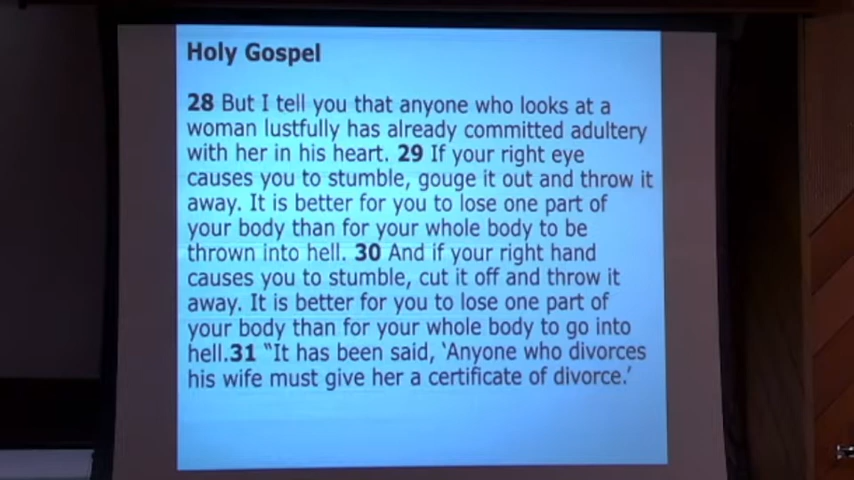 Holy Gospel
28 But I tell you that anyone who looks at a
woman lustfully has already committed adultery
with her in his heart. 29 If your right eye
causes you to stumble, gouge it out and throw it
away. It is better for you to lose one part of
your body than for your whole body to be
thrown into hell. 30 And if your right hand
causes you to stumble, cut it off and throw it
away. It is better for you to lose one part of
your body than for your whole body to go into
hell.31 “It has been said, ‘Anyone who divorces
his wife must give her a certificate of divorce.’